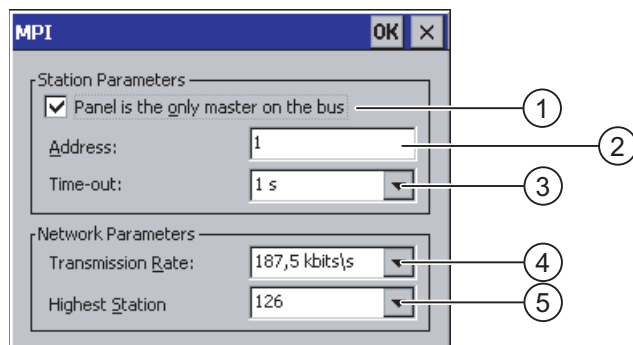 MPI OK ×
Station Parameters
Panel is the only master on the bus 1
Address: 1 2
Time-out: 1 s 3
Network Parameters
Transmission Rate: 187,5 kbits\s 4
Highest Station 126 5